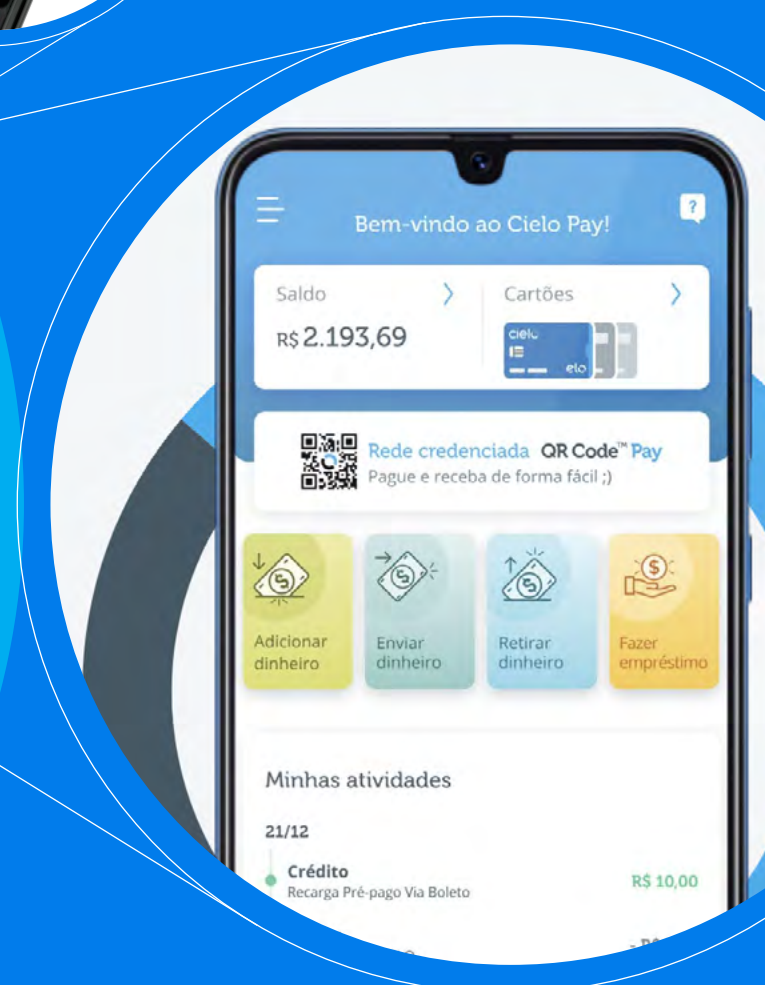 Bem-vindo ao Cielo Pay!
?
Saldo
Cartões
R$ 2.193,69
cielo
elo
Rede credenciada QR Code™ Pay
Pague e receba de forma fácil ;)
Adicionar
dinheiro
Enviar
dinheiro
Retirar
dinheiro
Fazer
empréstimo
Minhas atividades
21/12
Crédito
Recarga Pré-pago Via Boleto
R$ 10,00